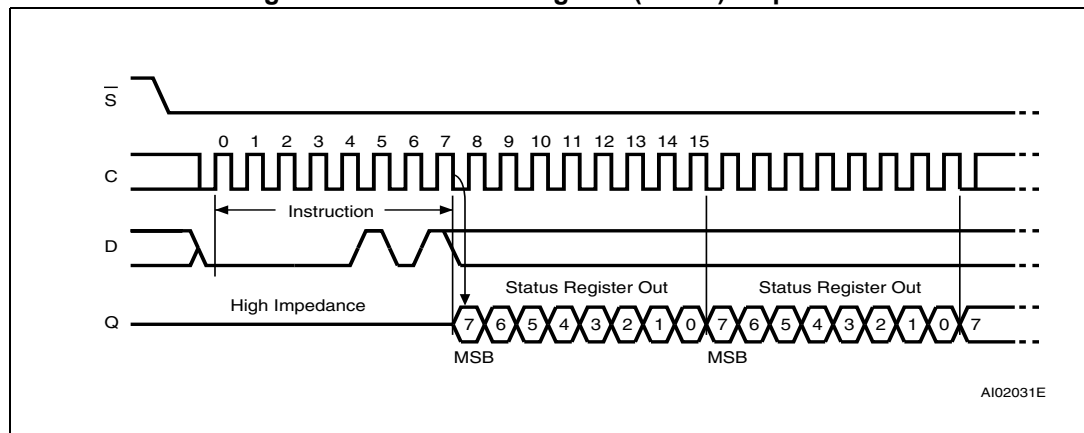 S
0 1 2 3 4 5 6 7 8 9 10 11 12 13 14 15
C
Instruction
D
High Impedance
Status Register Out Status Register Out
Q
7 6 5 4 3 2 1 0 7 6 5 4 3 2 1 0 7
MSB MSB
AI02031E